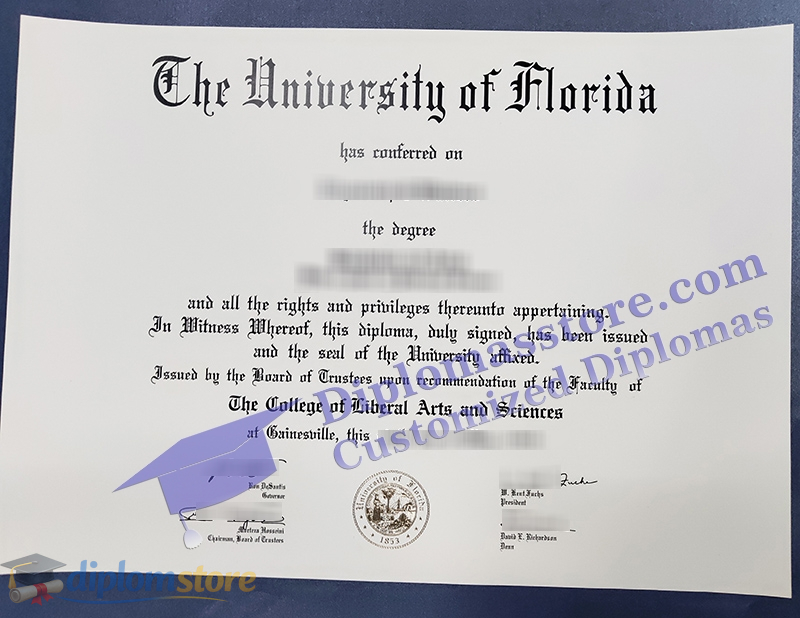 The University of Florida
has conferred on
the degree
and all the rights and privileges thereunto appertaining.
In Witness Whereof, this diploma, duly signed, has been issued
and the seal of the University affixed.
Issued by the Board of Trustees upon recommendation of the Faculty of
The College of Liberal Arts and Sciences
at Gainesville, this
Diplomasstore.com
Customized Diplomas
Ron DeSantis
Governor
Morteza Hosseini
Chairman, Board of Trustees
University of Florida
1853
Fuchs
W. Kent Fuchs
President
David E. Richardson
Dean
diplomstore